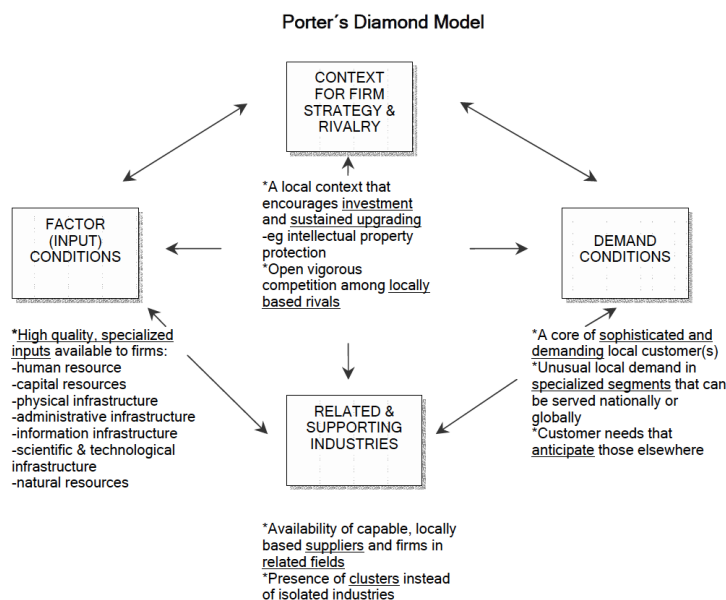 Porter´s Diamond Model
CONTEXT
FOR FIRM
STRATEGY &
RIVALRY
*A local context that
encourages investment
and sustained upgrading
-eg intellectual property
protection
*Open vigorous
competition among locally
based rivals
FACTOR
(INPUT)
CONDITIONS
*High quality, specialized
inputs available to firms:
-human resource
-capital resources
-physical infrastructure
-administrative infrastructure
-information infrastructure
-scientific & technological
infrastructure
-natural resources
DEMAND
CONDITIONS
*A core of sophisticated and
demanding local customer(s)
*Unusual local demand in
specialized segments that can
be served nationally or
globally
*Customer needs that
anticipate those elsewhere
RELATED &
SUPPORTING
INDUSTRIES
*Availability of capable, locally
based suppliers and firms in
related fields
*Presence of clusters instead
of isolated industries